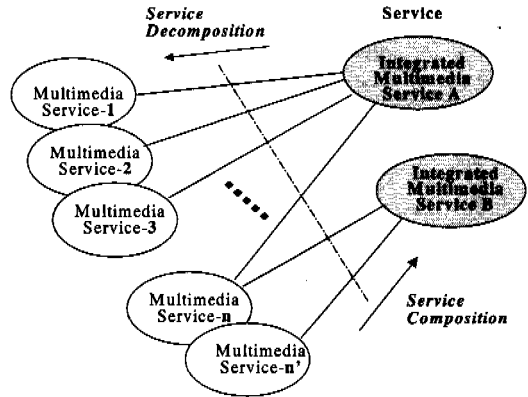 Service
Decomposition
Service
Integrated
Multimedia
Service A
Multimedia
Service-1
Multimedia
Service-2
Multimedia
Service-3
Integrated
Multimedia
Service B
Multimedia
Service-n
Multimedia
Service-n'
Service
Composition